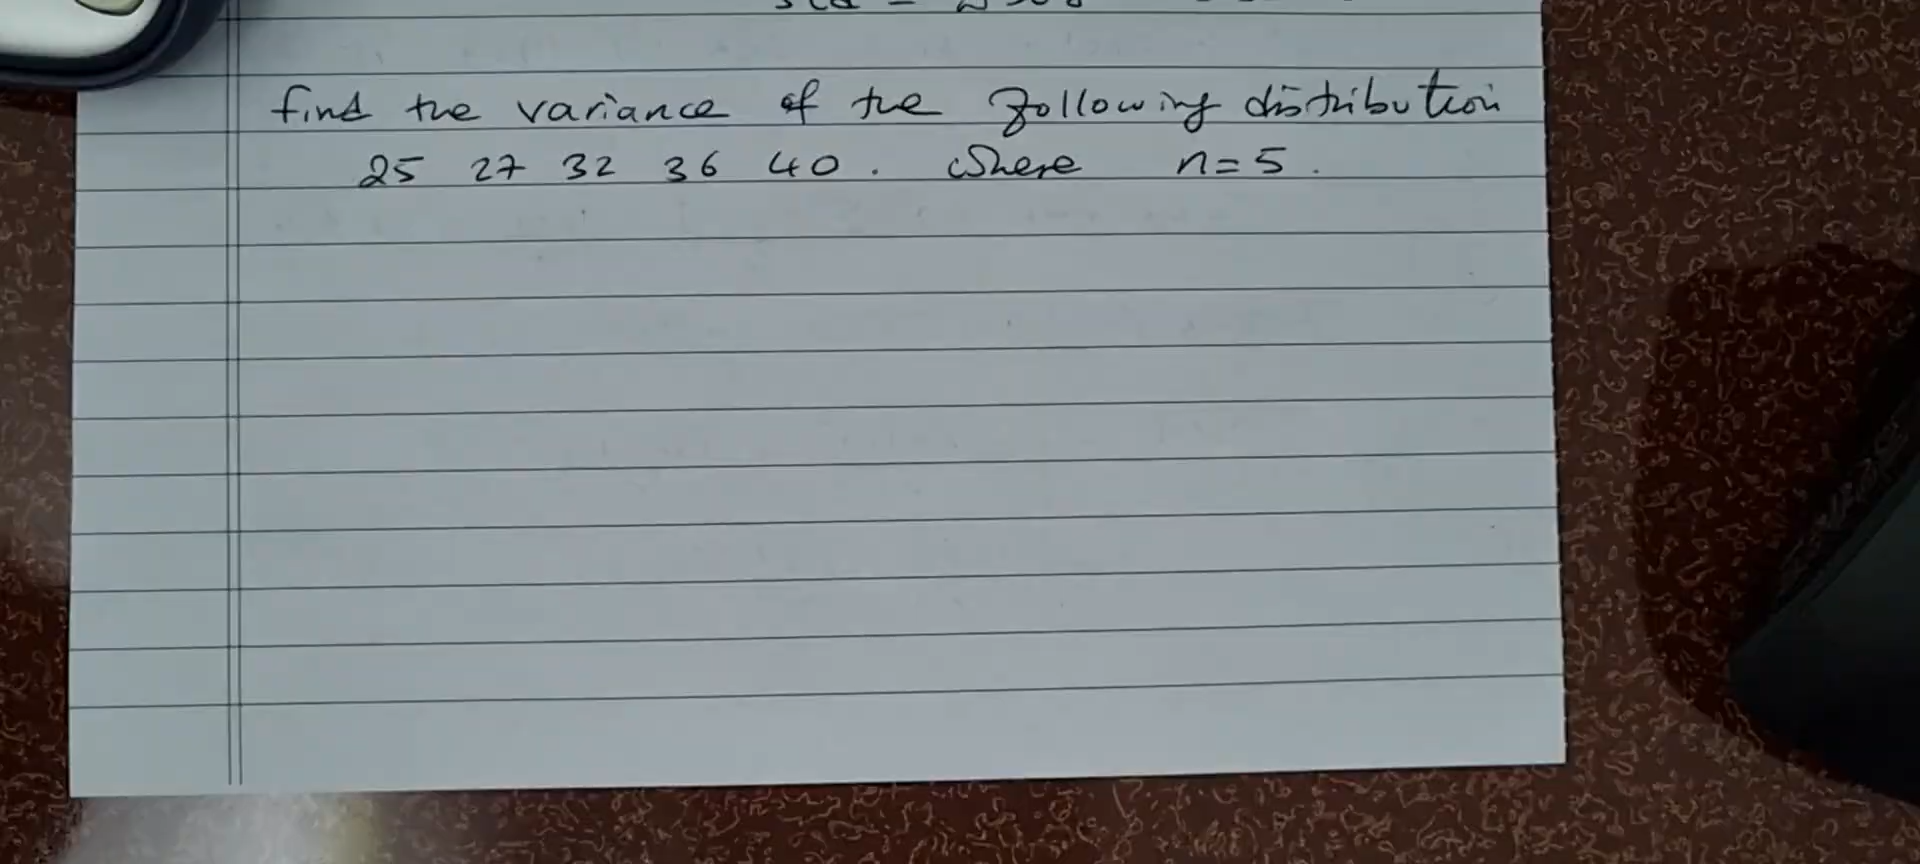 find the variance of the following distribution
25 27 32 36 40 . where n = 5 .